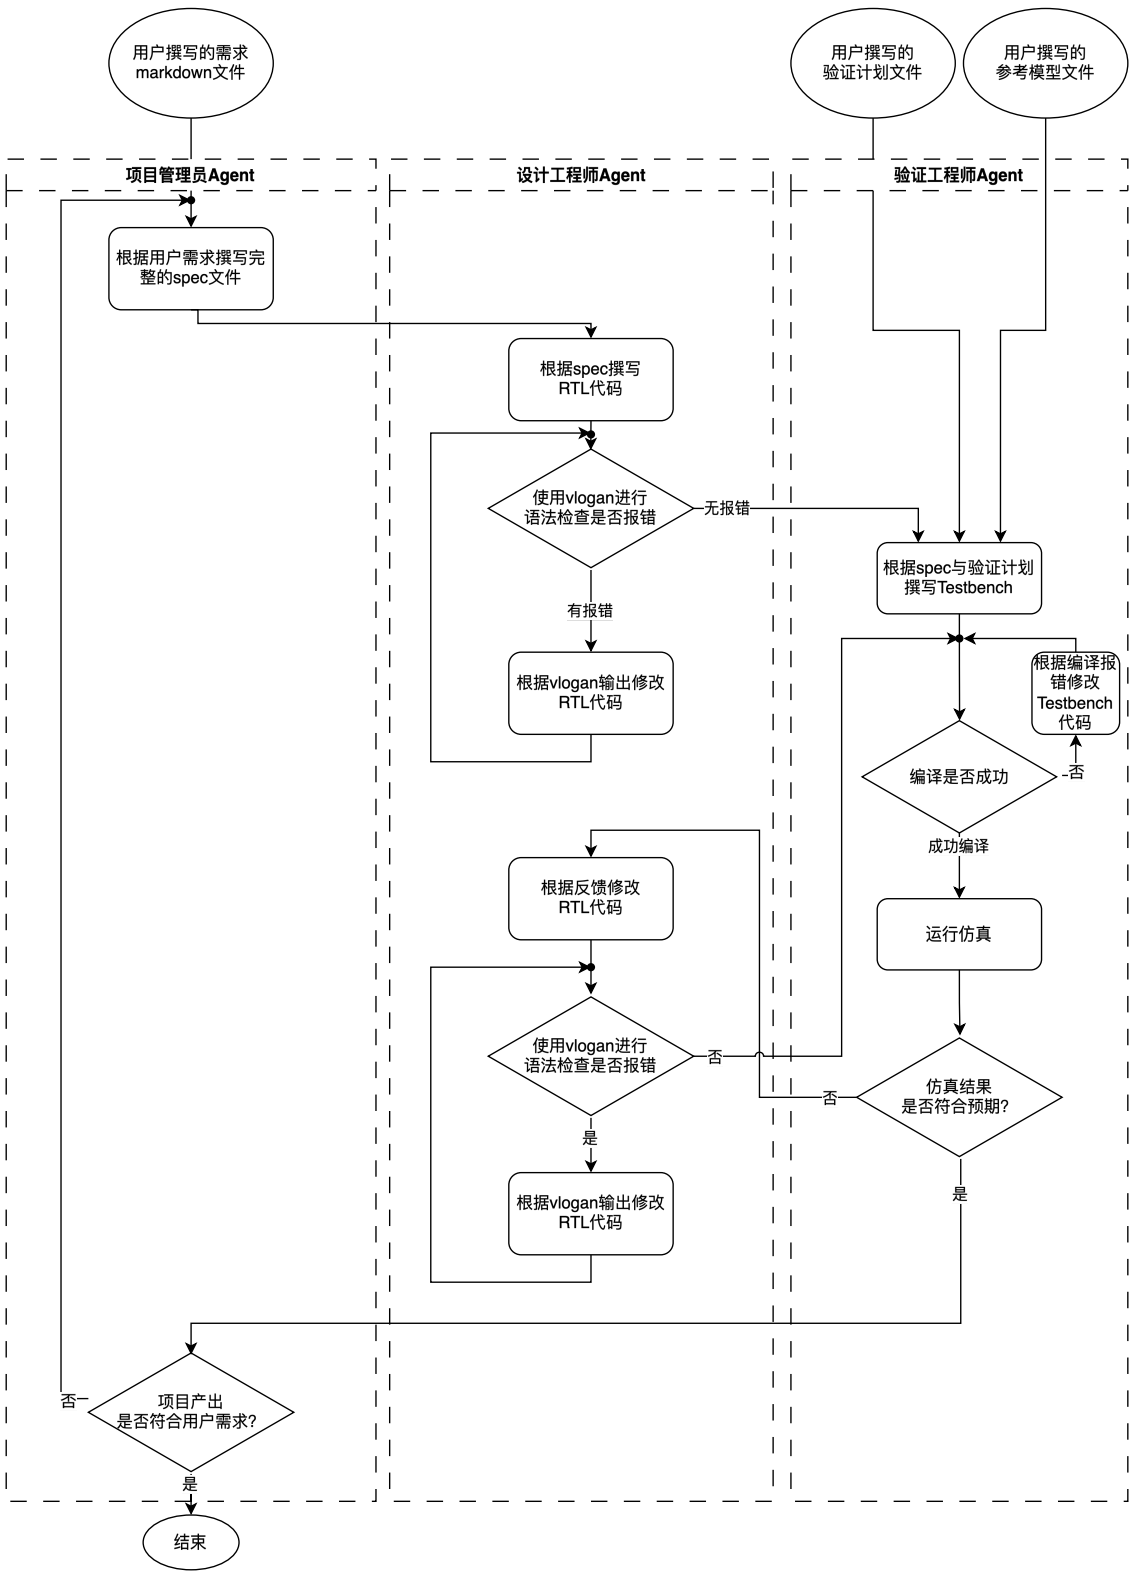 用户撰写的需求
markdown文件
用户撰写的
验证计划文件
用户撰写的
参考模型文件
项目管理员Agent
设计工程师Agent
验证工程师Agent
根据用户需求撰写完
整的spec文件
根据spec撰写
RTL代码
使用vlogan进行
语法检查是否报错
无报错
有报错
根据vlogan输出修改
RTL代码
根据spec与验证计划
撰写Testbench
根据编译报
错修改
Testbench
代码
编译是否成功
否
成功编译
根据反馈修改
RTL代码
运行仿真
使用vlogan进行
语法检查是否报错
否
是
仿真结果
是否符合预期?
否
是
根据vlogan输出修改
RTL代码
项目产出
是否符合用户需求?
否
是
结束